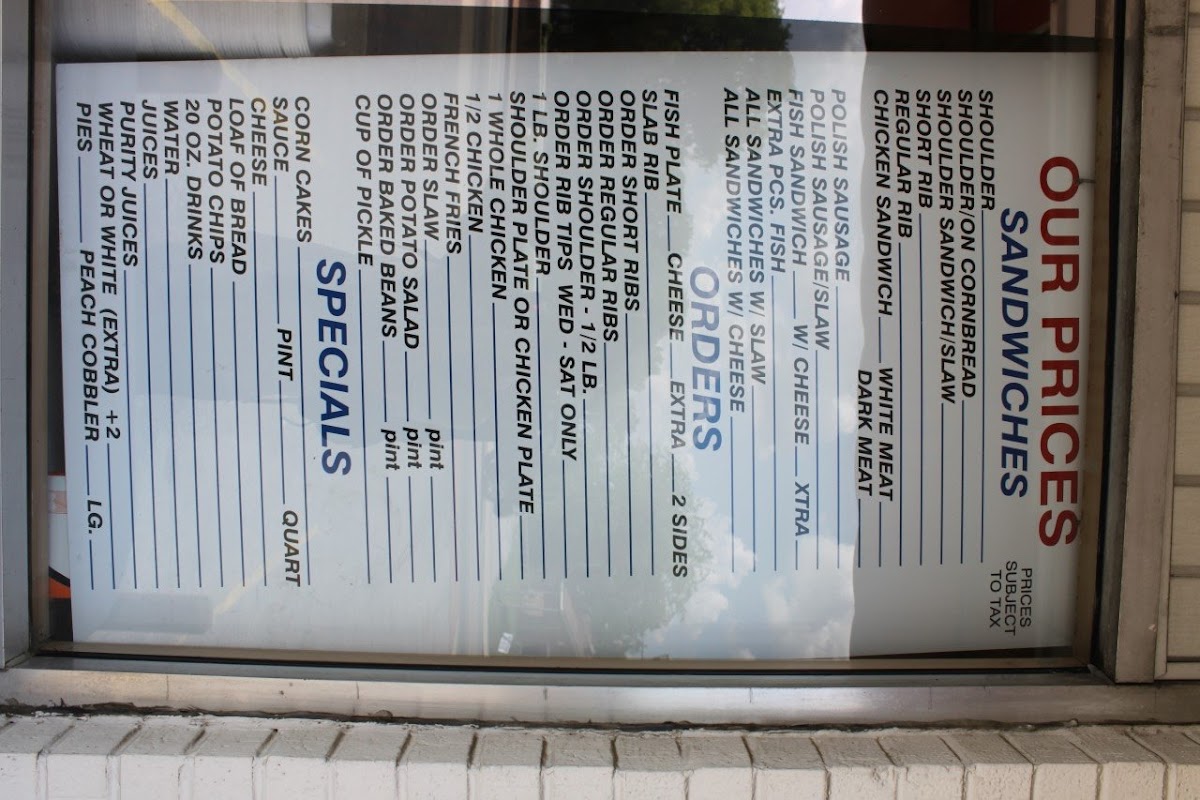 OUR PRICES
PRICES
SUBJECT
TO TAX
SANDWICHES
SHOULDER
SHOULDER/ON CORNBREAD
SHOULDER SANDWICH/SLAW
SHORT RIB
REGULAR RIB
CHICKEN SANDWICH WHITE MEAT
DARK MEAT
POLISH SAUSAGE
POLISH SAUSAGE/SLAW
FISH SANDWICH W/ CHEESE XTRA
EXTRA PCS. FISH
ALL SANDWICHES W/ SLAW
ALL SANDWICHES W/ CHEESE
ORDERS
FISH PLATE CHEESE EXTRA 2 SIDES
SLAB RIB
ORDER SHORT RIBS
ORDER REGULAR RIBS
ORDER SHOULDER - 1/2 LB.
ORDER RIB TIPS WED - SAT ONLY
1 LB. SHOULDER
SHOULDER PLATE OR CHICKEN PLATE
1 WHOLE CHICKEN
1/2 CHICKEN
FRENCH FRIES
ORDER SLAW pint
ORDER POTATO SALAD pint
ORDER BAKED BEANS pint
CUP OF PICKLE
SPECIALS
CORN CAKES
SAUCE PINT QUART
CHEESE
LOAF OF BREAD
POTATO CHIPS
20 OZ. DRINKS
WATER
JUICES
PURITY JUICES
WHEAT OR WHITE (EXTRA) +2
PIES PEACH COBBLER LG.